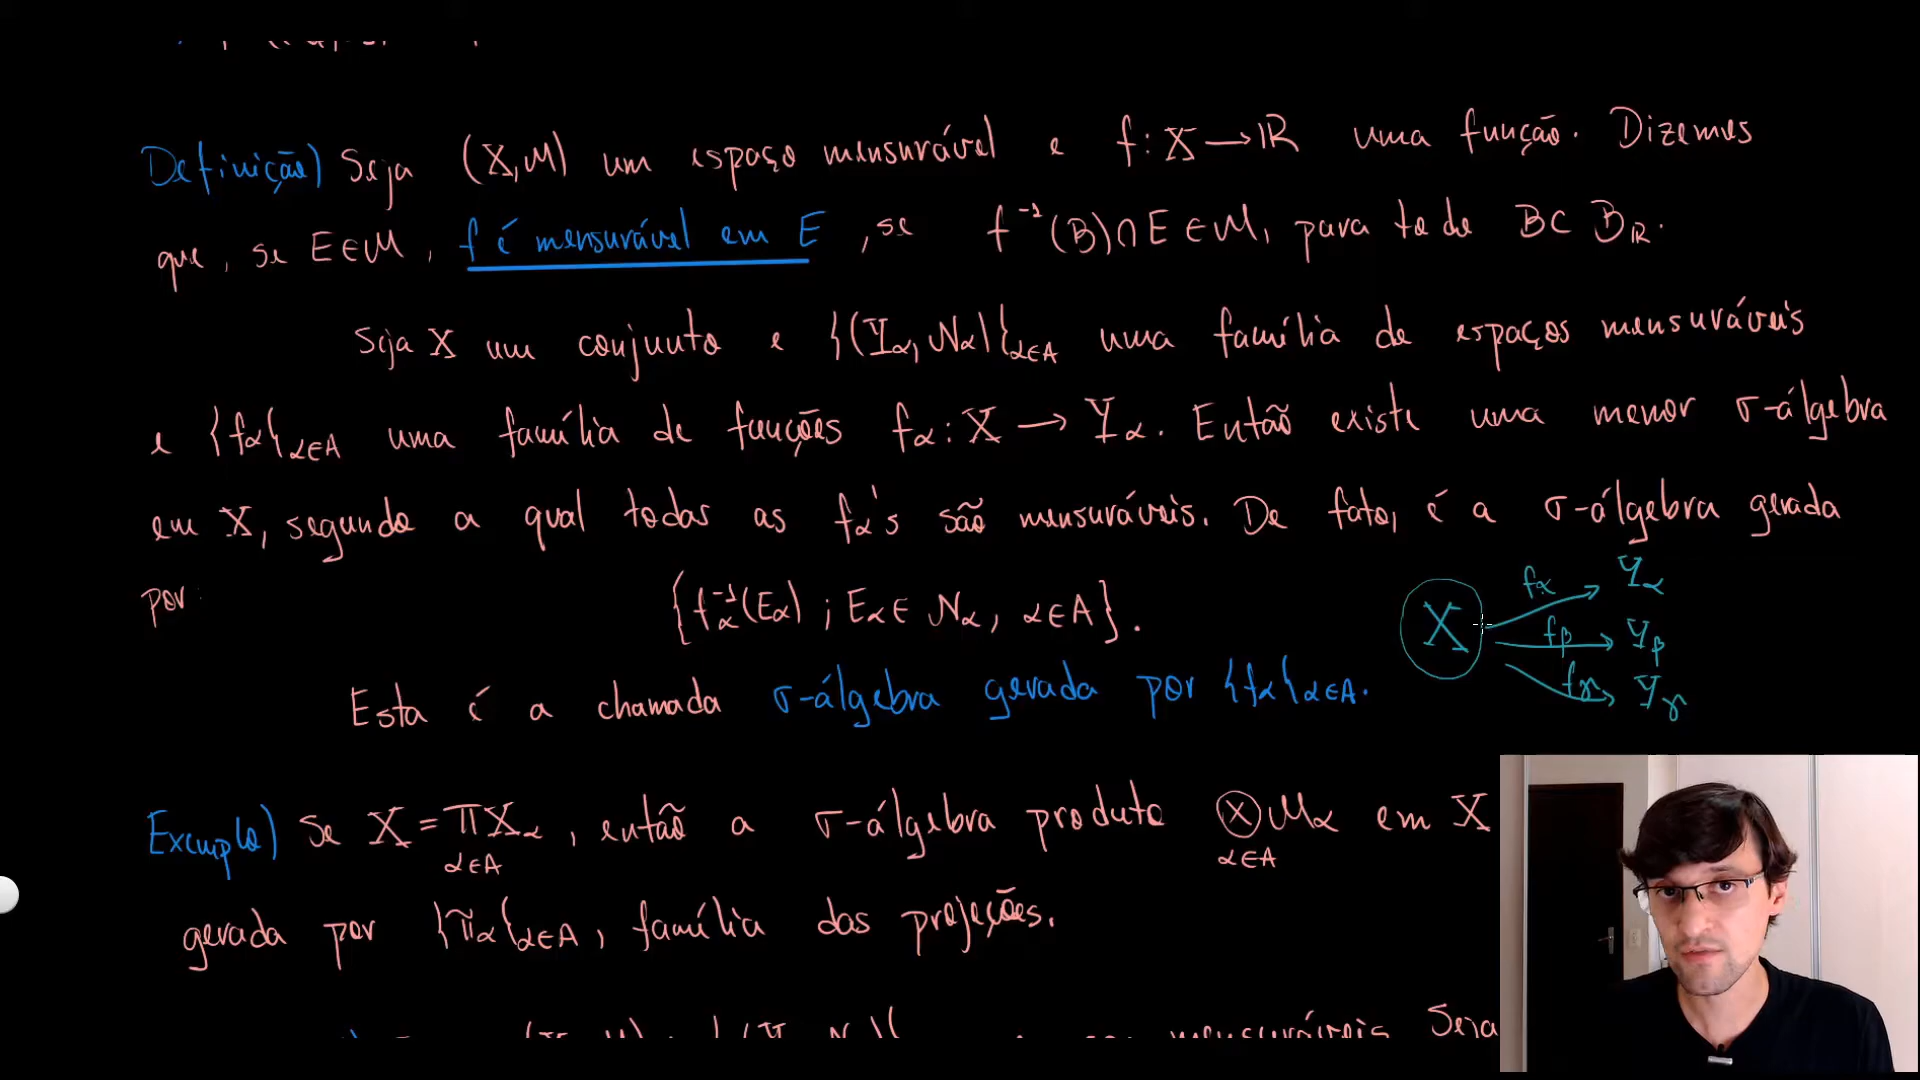 Definição) Seja (X,M) um espaço mensurável e f: X → ℝ uma função. Dizemos
que, se E ∈ M, f é mensurável em E, se f⁻¹(B) ∩ E ∈ M, para todo B ⊂ B_ℝ.
Seja X um conjunto e {(Y_α, N_α)}_{α∈A} uma família de espaços mensuráveis
e {f_α}_{α∈A} uma família de funções f_α: X → Y_α. Então existe uma menor σ-álgebra
em X, segundo a qual todas as f_α's são mensuráveis. De fato, é a σ-álgebra gerada
por: {f_α⁻¹(E_α) ; E_α ∈ N_α, α∈A}.
X f_α Y_α
f_β Y_β
f_γ Y_γ
Esta é a chamada σ-álgebra gerada por {f_α}_{α∈A}.
Exemplo) Se X = Π_{α∈A} X_α, então a σ-álgebra produto ⊗_{α∈A} M_α em X
gerada por {π_α}_{α∈A}, família das projeções.
mensuráveis Seja